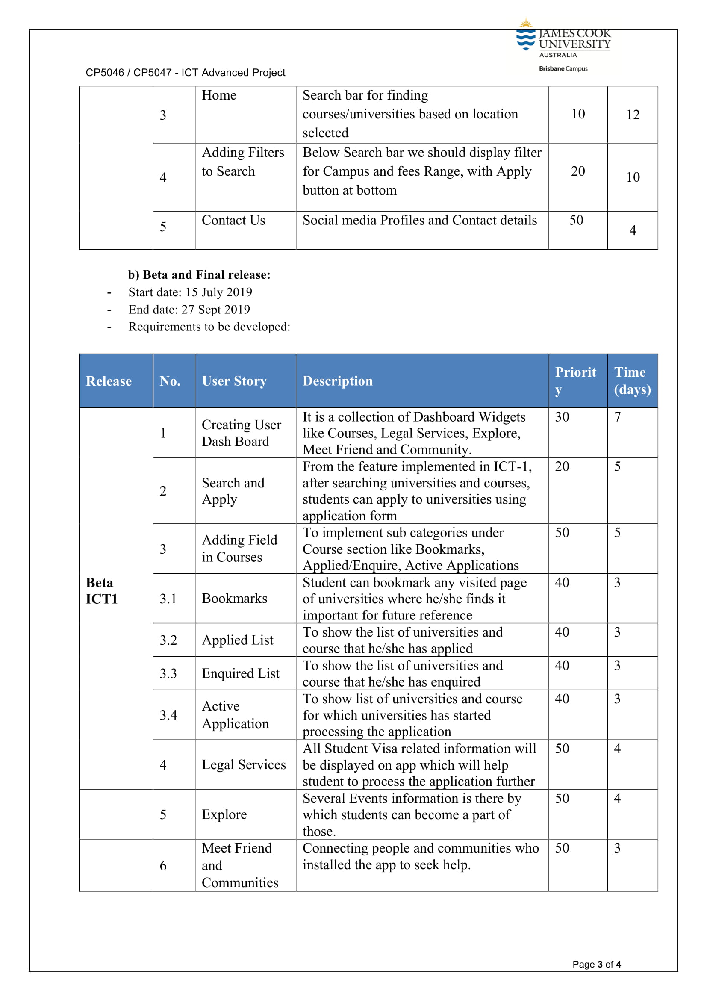 JAMES COOK
UNIVERSITY
AUSTRALIA
Brisbane Campus
CP5046 / CP5047 - ICT Advanced Project
3
Home
Search bar for finding
courses/universities based on location
selected
10
12
4
Adding Filters
to Search
Below Search bar we should display filter
for Campus and fees Range, with Apply
button at bottom
20
10
5
Contact Us
Social media Profiles and Contact details
50
4
b) Beta and Final release:
- Start date: 15 July 2019
- End date: 27 Sept 2019
- Requirements to be developed:
Release
No.
User Story
Description
Priorit
y
Time
(days)
Beta
ICT1
1
Creating User
Dash Board
It is a collection of Dashboard Widgets
like Courses, Legal Services, Explore,
Meet Friend and Community.
30
7
2
Search and
Apply
From the feature implemented in ICT-1,
after searching universities and courses,
students can apply to universities using
application form
20
5
3
Adding Field
in Courses
To implement sub categories under
Course section like Bookmarks,
Applied/Enquire, Active Applications
50
5
3.1
Bookmarks
Student can bookmark any visited page
of universities where he/she finds it
important for future reference
40
3
3.2
Applied List
To show the list of universities and
course that he/she has applied
40
3
3.3
Enquired List
To show the list of universities and
course that he/she has enquired
40
3
3.4
Active
Application
To show list of universities and course
for which universities has started
processing the application
40
3
4
Legal Services
All Student Visa related information will
be displayed on app which will help
student to process the application further
50
4
5
Explore
Several Events information is there by
which students can become a part of
those.
50
4
6
Meet Friend
and
Communities
Connecting people and communities who
installed the app to seek help.
50
3
Page 3 of 4